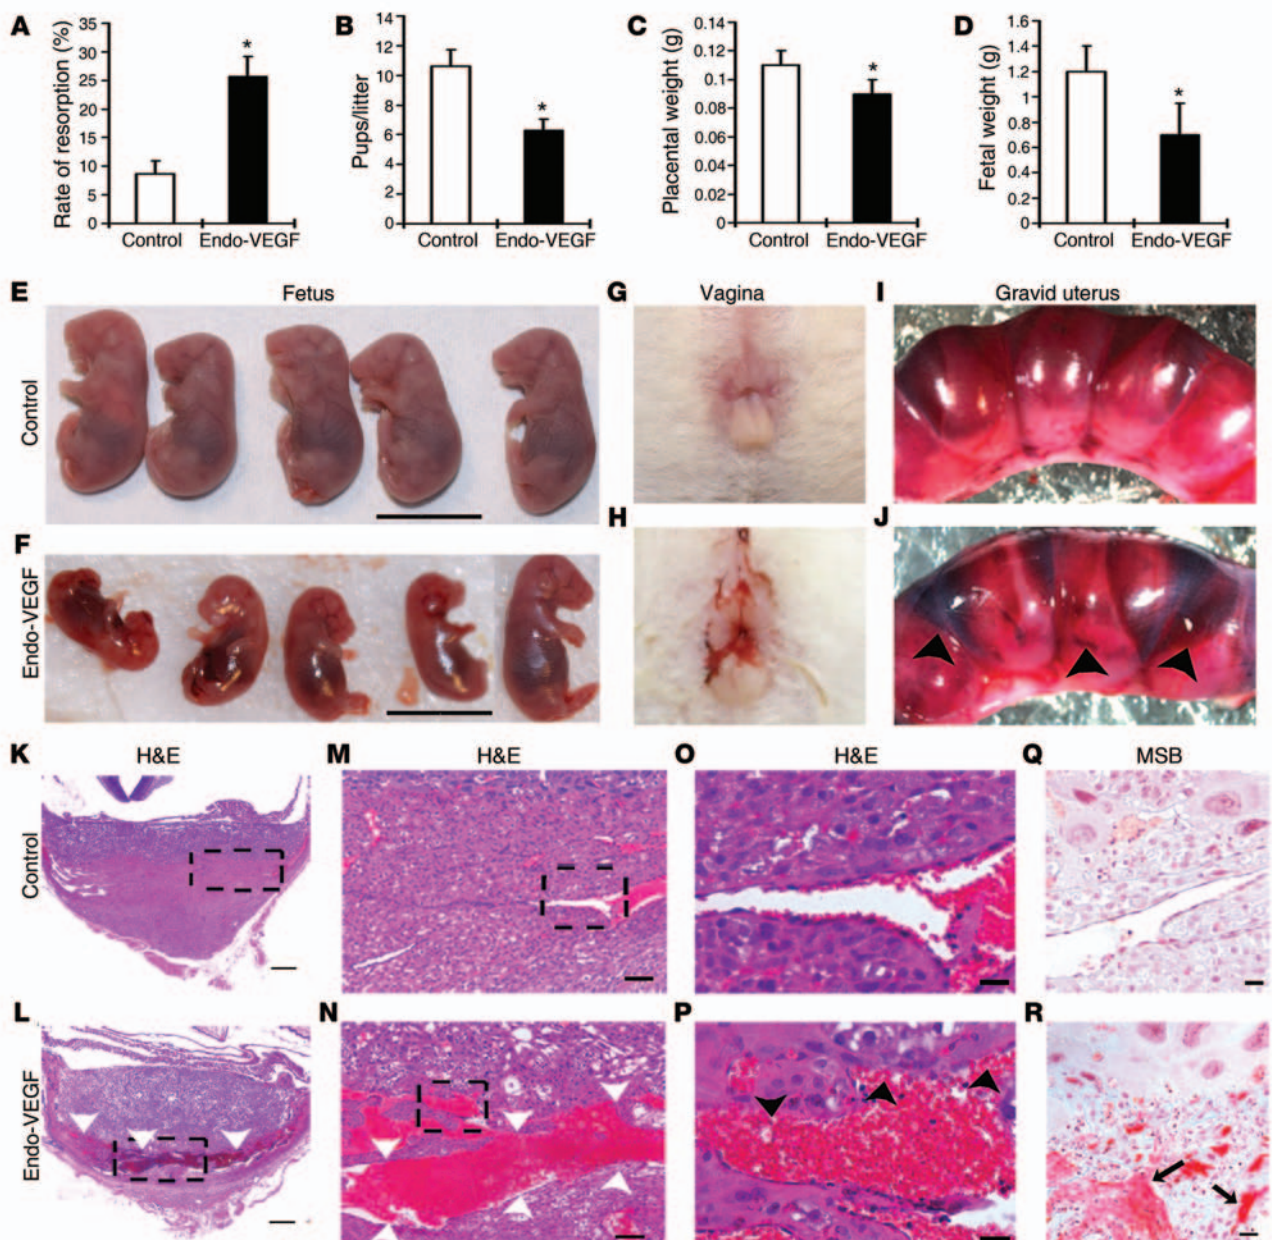 A
Rate of resorption (%)
35
30
25
20
15
10
5
0
*
Control Endo-VEGF
B
Pups/litter
14
12
10
8
6
4
2
0
*
Control Endo-VEGF
C
Placental weight (g)
0.14
0.12
0.1
0.08
0.06
0.04
0.02
0
*
Control Endo-VEGF
D
Fetal weight (g)
1.6
1.4
1.2
1
0.8
0.6
0.4
0.2
0
*
Control Endo-VEGF
E Fetus G Vagina I Gravid uterus
Control
F H J
Endo-VEGF
K H&E M H&E O H&E Q MSB
Control
L N P R
Endo-VEGF